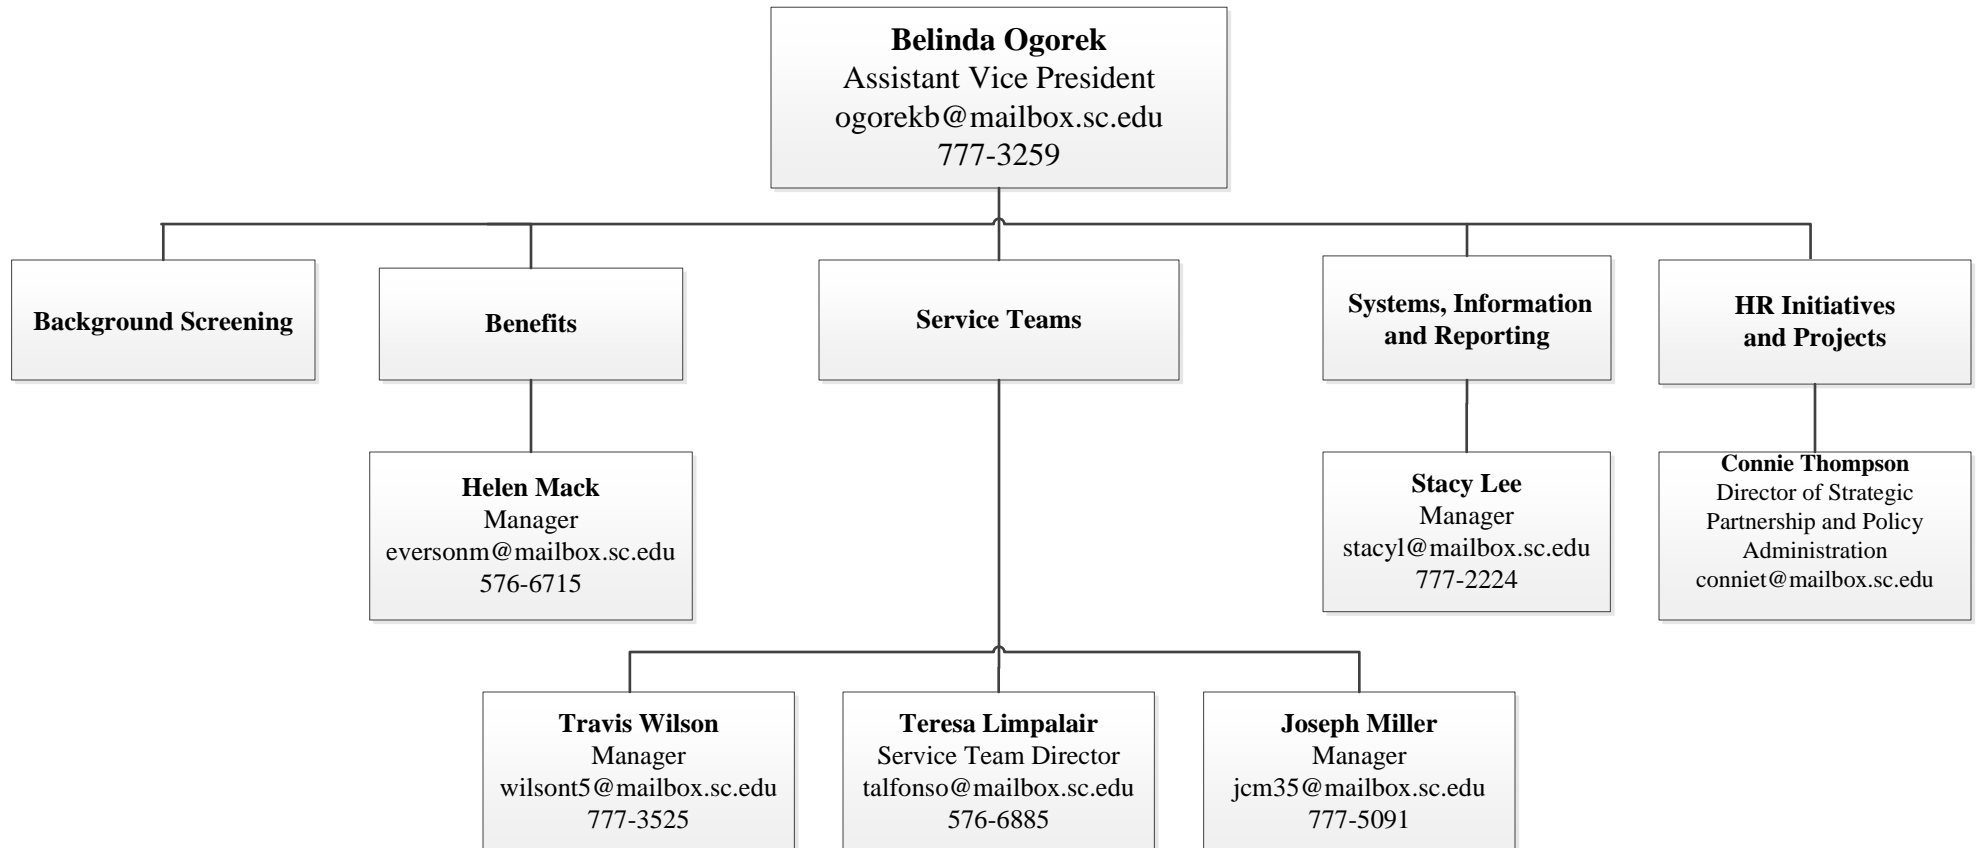 Belinda Ogorek
Assistant Vice President
ogorekb@mailbox.sc.edu
777-3259
Background Screening
Benefits
Service Teams
Systems, Information
and Reporting
HR Initiatives
and Projects
Helen Mack
Manager
eversonm@mailbox.sc.edu
576-6715
Stacy Lee
Manager
stacyl@mailbox.sc.edu
777-2224
Connie Thompson
Director of Strategic
Partnership and Policy
Administration
conniet@mailbox.sc.edu
Travis Wilson
Manager
wilsont5@mailbox.sc.edu
777-3525
Teresa Limpalair
Service Team Director
talfonso@mailbox.sc.edu
576-6885
Joseph Miller
Manager
jcm35@mailbox.sc.edu
777-5091